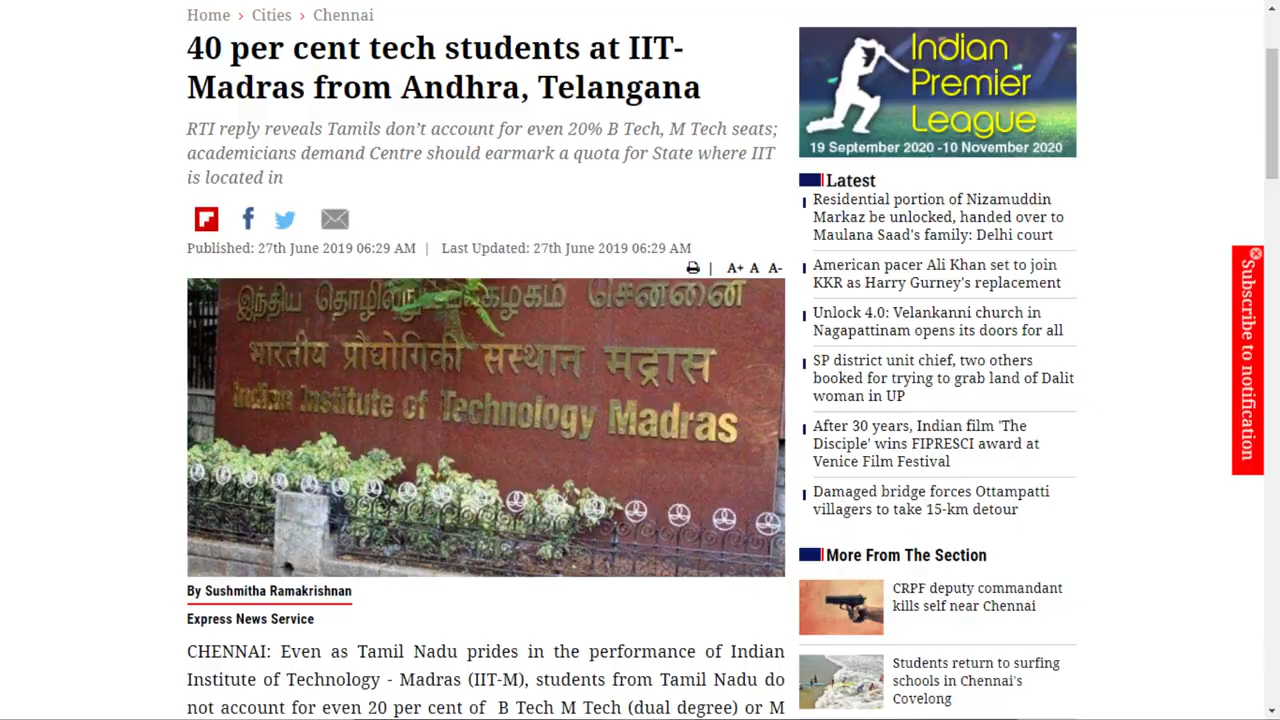 Home › Cities › Chennai
40 per cent tech students at IIT-
Madras from Andhra, Telangana
RTI reply reveals Tamils don’t account for even 20% B Tech, M Tech seats;
academicians demand Centre should earmark a quota for State where IIT
is located in
Published: 27th June 2019 06:29 AM | Last Updated: 27th June 2019 06:29 AM
| A+ A A-
இந்திய சென்னை
भारतीय प्रौद्योगिकी संस्थान मद्रास
Indian Institute of Technology Madras
By Sushmitha Ramakrishnan
Express News Service
CHENNAI: Even as Tamil Nadu prides in the performance of Indian
Institute of Technology - Madras (IIT-M), students from Tamil Nadu do
not account for even 20 per cent of B Tech M Tech (dual degree) or M
Indian
Premier
League
19 September 2020 -10 November 2020
Latest
Residential portion of Nizamuddin
Markaz be unlocked, handed over to
Maulana Saad's family: Delhi court
American pacer Ali Khan set to join
KKR as Harry Gurney's replacement
Unlock 4.0: Velankanni church in
Nagapattinam opens its doors for all
SP district unit chief, two others
booked for trying to grab land of Dalit
woman in UP
After 30 years, Indian film 'The
Disciple' wins FIPRESCI award at
Venice Film Festival
Damaged bridge forces Ottampatti
villagers to take 15-km detour
More From The Section
CRPF deputy commandant
kills self near Chennai
Students return to surfing
schools in Chennai's
Covelong
Subscribe to notification